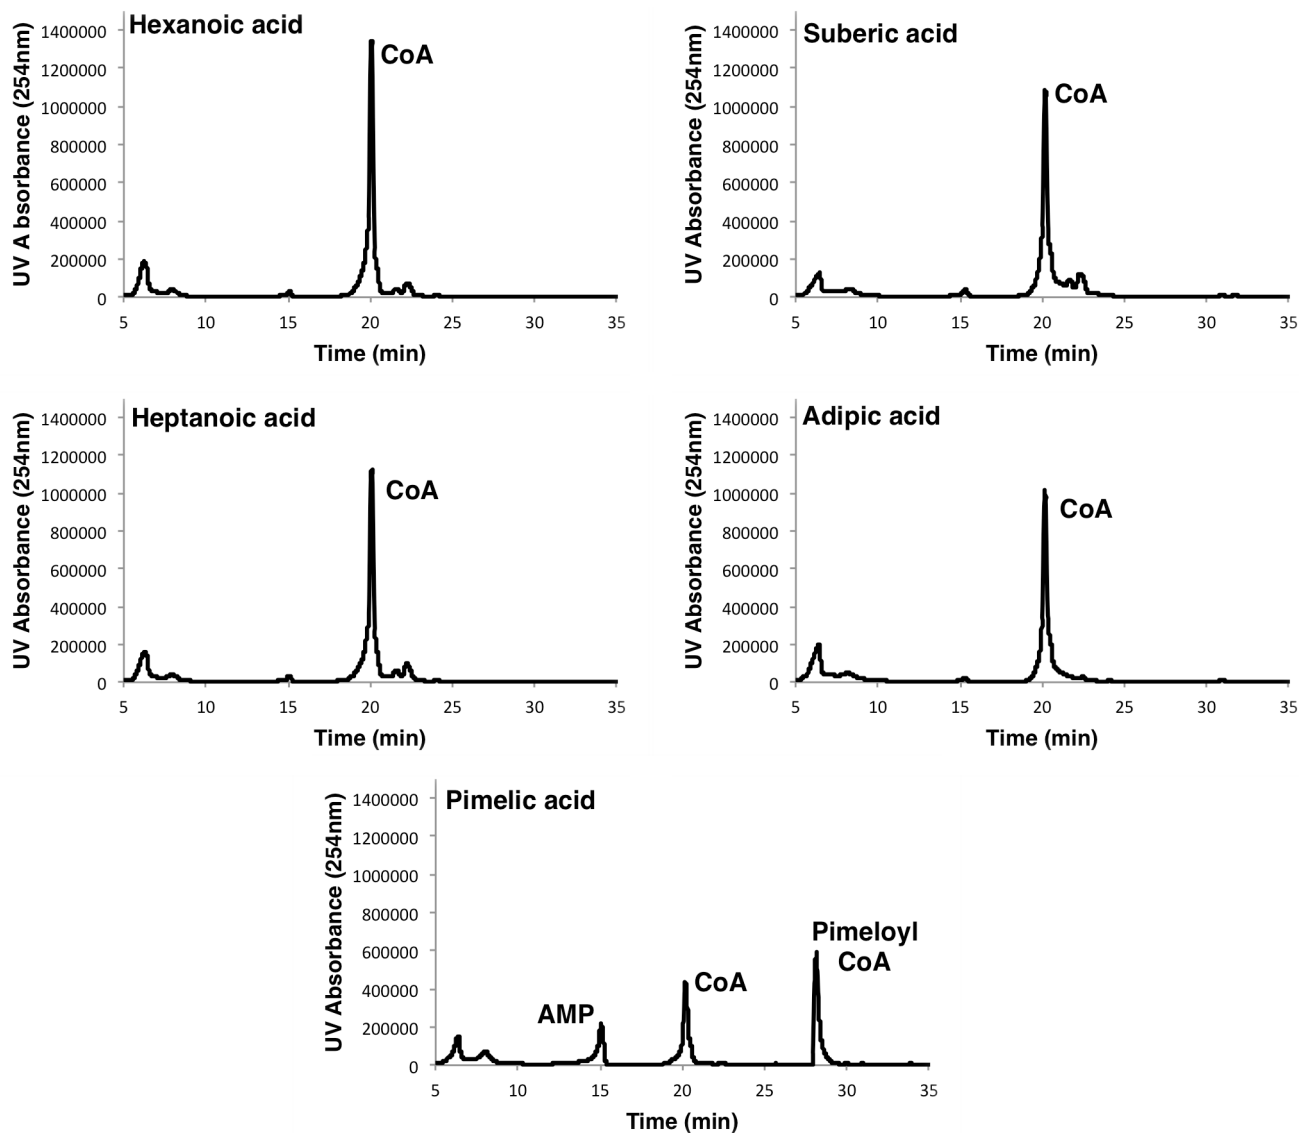 Hexanoic acid
CoA
UV A bsorbance (254nm)
1400000
1200000
1000000
800000
600000
400000
200000
0
5 10 15 20 25 30 35
Time (min)
Suberic acid
CoA
UV Absorbance (254nm)
1400000
1200000
1000000
800000
600000
400000
200000
0
5 10 15 20 25 30 35
Time (min)
Heptanoic acid
CoA
UV Absorbance (254nm)
1400000
1200000
1000000
800000
600000
400000
200000
0
5 10 15 20 25 30 35
Time (min)
Adipic acid
CoA
UV Absorbance (254nm)
1400000
1200000
1000000
800000
600000
400000
200000
0
5 10 15 20 25 30 35
Time (min)
Pimelic acid
AMP
CoA
Pimeloyl
CoA
UV Absorbance (254nm)
1400000
1200000
1000000
800000
600000
400000
200000
0
5 10 15 20 25 30 35
Time (min)